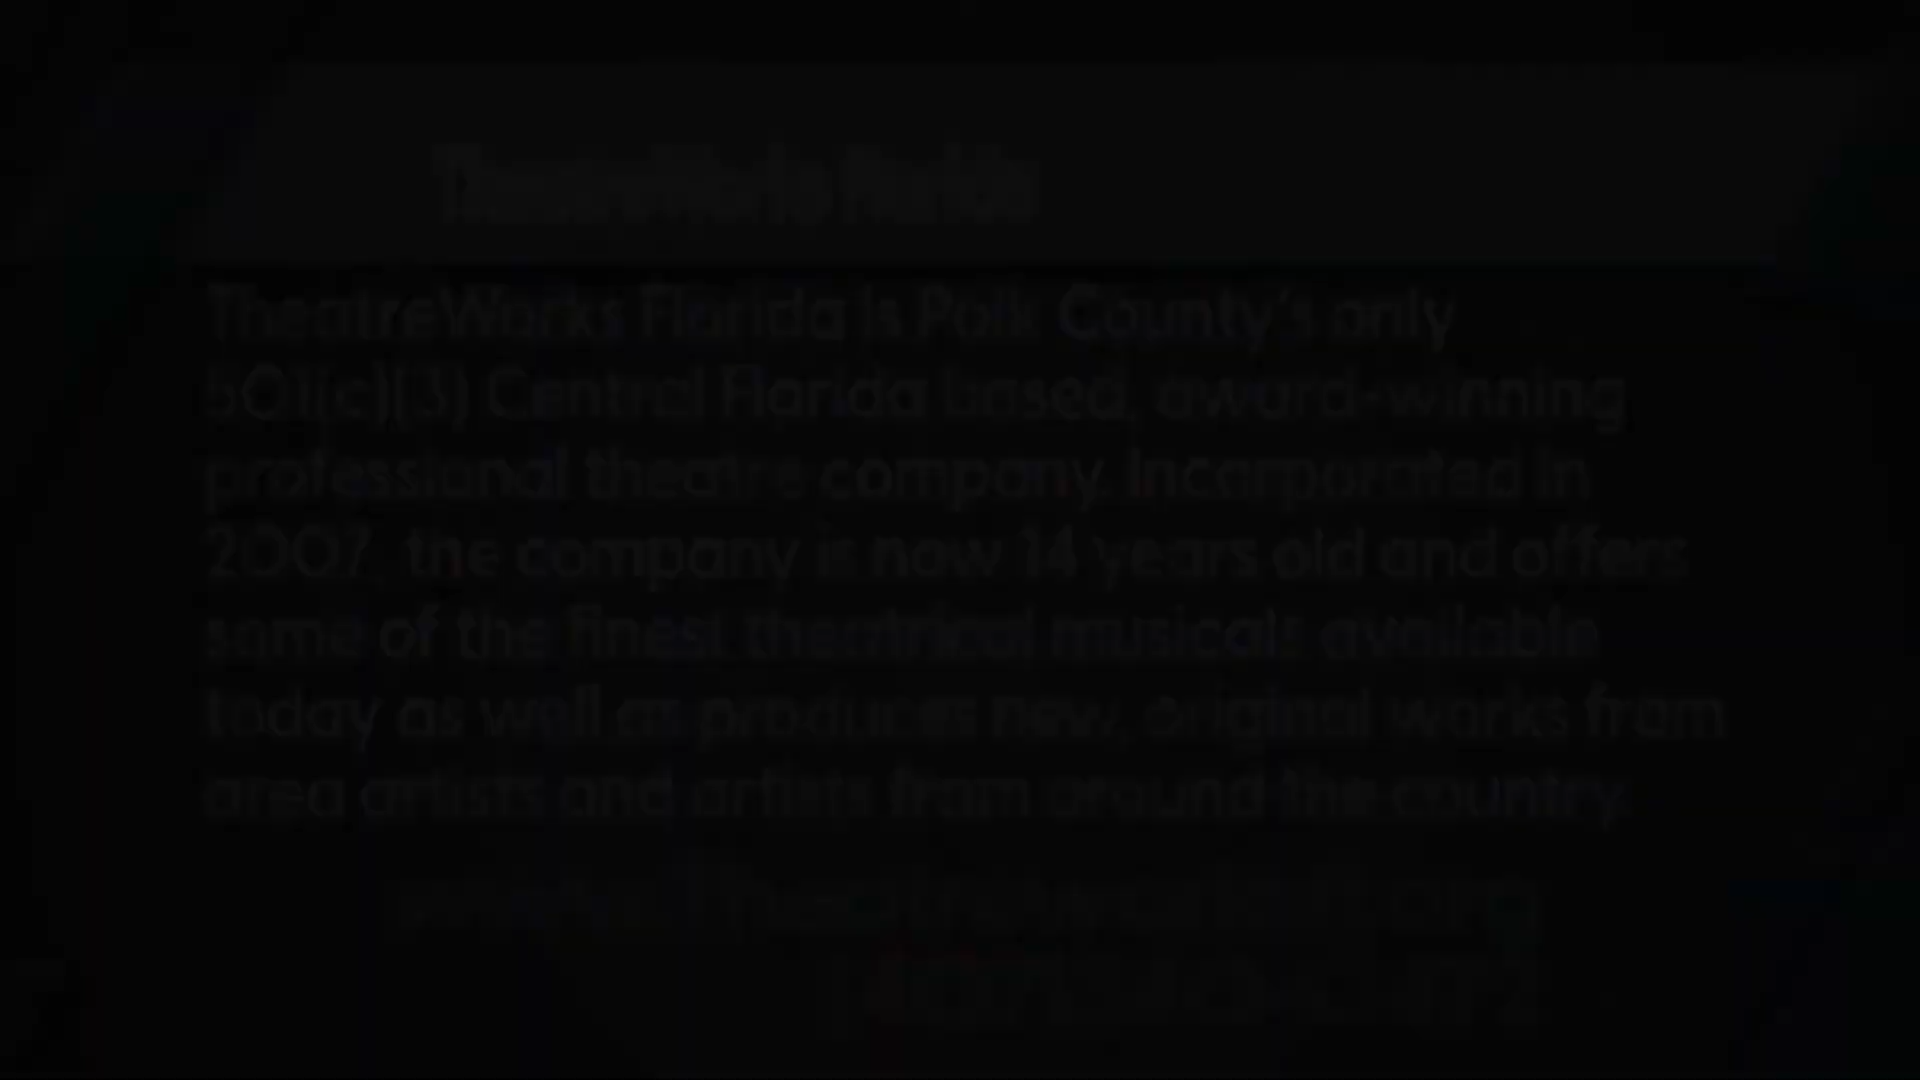 TheatreWorks Florida
TheatreWorks Florida is Polk County's only
501(c)(3) Central Florida based, award-winning
professional theatre company. Incorporated in
2007, the company is now 14 years old and offers
some of the finest theatrical musicals available
today as well as produces new, original works from
area artists and artists from around the country.